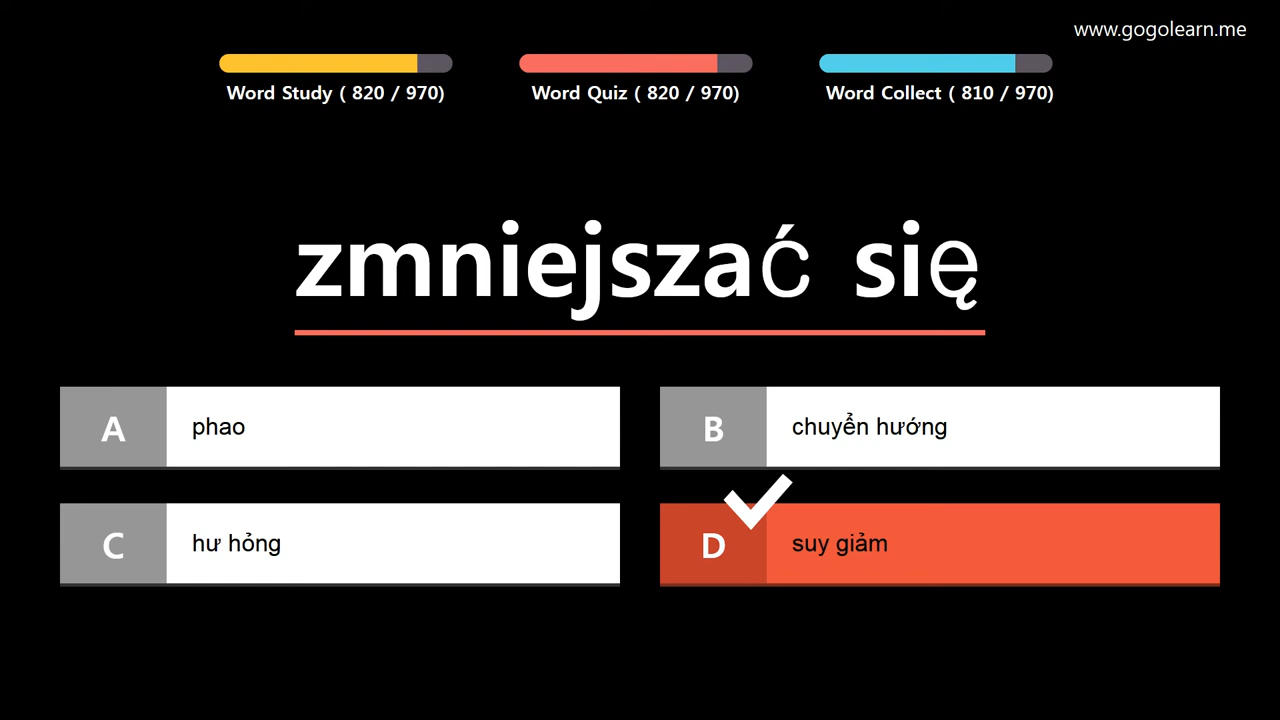 www.gogolearn.me
Word Study ( 820 / 970)
Word Quiz ( 820 / 970)
Word Collect ( 810 / 970)
zmniejszać się
A phao
B chuyển hướng
C hư hỏng
D suy giảm